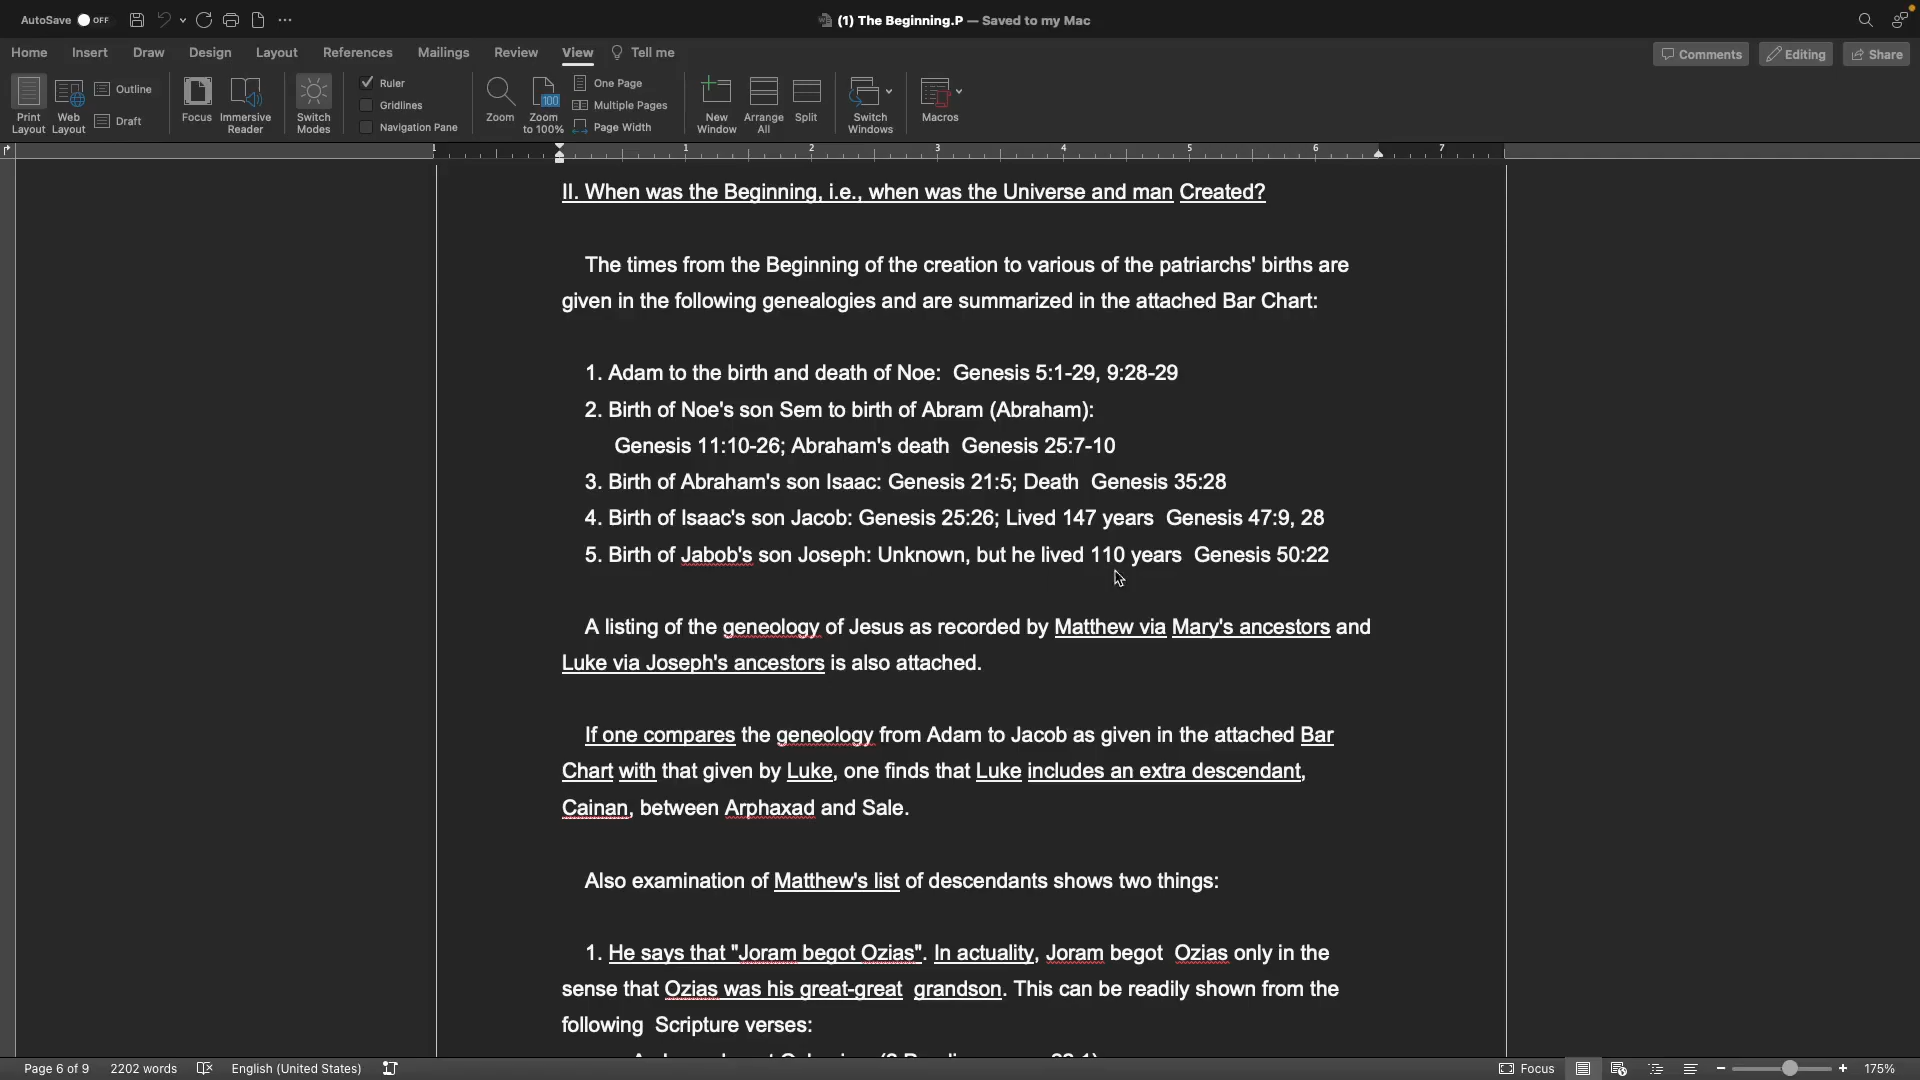 AutoSave OFF
(1) The Beginning.P — Saved to my Mac
Home Insert Draw Design Layout References Mailings Review View Tell me
Comments Editing Share
Print Layout
Web Layout
Outline
Draft
Focus
Immersive Reader
Switch Modes
Ruler
Gridlines
Navigation Pane
Zoom
Zoom to 100%
100
One Page
Multiple Pages
Page Width
New Window
Arrange All
Split
Switch Windows
Macros
1 1 2 3 4 5 6 7
II. When was the Beginning, i.e., when was the Universe and man Created?
The times from the Beginning of the creation to various of the patriarchs' births are
given in the following genealogies and are summarized in the attached Bar Chart:
1. Adam to the birth and death of Noe: Genesis 5:1-29, 9:28-29
2. Birth of Noe's son Sem to birth of Abram (Abraham):
Genesis 11:10-26; Abraham's death Genesis 25:7-10
3. Birth of Abraham's son Isaac: Genesis 21:5; Death Genesis 35:28
4. Birth of Isaac's son Jacob: Genesis 25:26; Lived 147 years Genesis 47:9, 28
5. Birth of Jabob's son Joseph: Unknown, but he lived 110 years Genesis 50:22
A listing of the geneology of Jesus as recorded by Matthew via Mary's ancestors and
Luke via Joseph's ancestors is also attached.
If one compares the geneology from Adam to Jacob as given in the attached Bar
Chart with that given by Luke, one finds that Luke includes an extra descendant,
Cainan, between Arphaxad and Sale.
Also examination of Matthew's list of descendants shows two things:
1. He says that "Joram begot Ozias". In actuality, Joram begot Ozias only in the
sense that Ozias was his great-great grandson. This can be readily shown from the
following Scripture verses:
Page 6 of 9 2202 words English (United States) Focus 175%